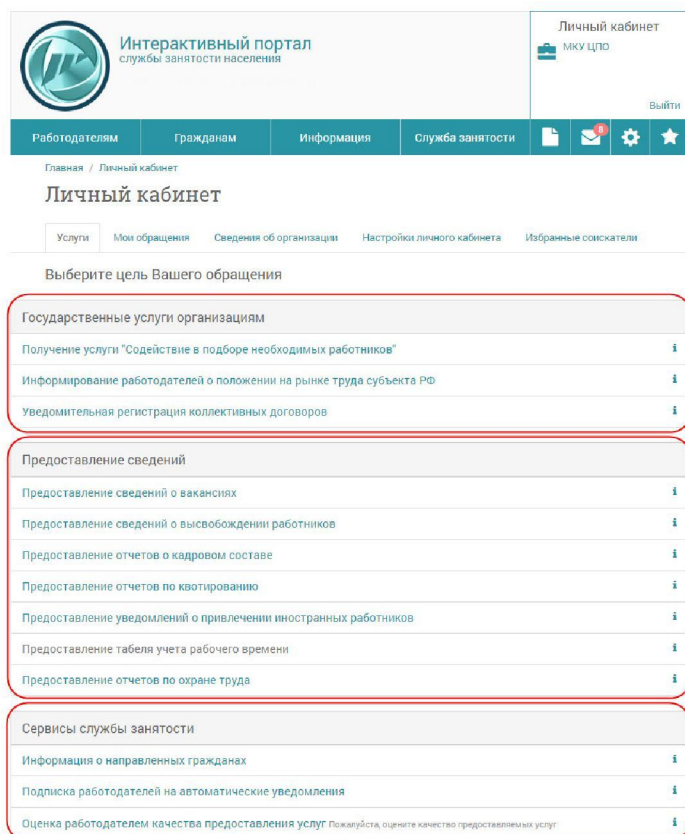 Интерактивный портал
службы занятости населения
Личный кабинет
МКУ ЦПО
Выйти
Работодателям Гражданам Информация Служба занятости 8
Главная / Личный кабинет
Личный кабинет
Услуги Мои обращения Сведения об организации Настройки личного кабинета Избранные соискатели
Выберите цель Вашего обращения
Государственные услуги организациям
Получение услуги "Содействие в подборе необходимых работников"
Информирование работодателей о положении на рынке труда субъекта РФ
Уведомительная регистрация коллективных договоров
Предоставление сведений
Предоставление сведений о вакансиях
Предоставление сведений о высвобождении работников
Предоставление отчетов о кадровом составе
Предоставление отчетов по квотированию
Предоставление уведомлений о привлечении иностранных работников
Предоставление табеля учета рабочего времени
Предоставление отчетов по охране труда
Сервисы службы занятости
Информация о направленных гражданах
Подписка работодателей на автоматические уведомления
Оценка работодателем качества предоставления услуг Пожалуйста, оцените качество предоставляемых услуг